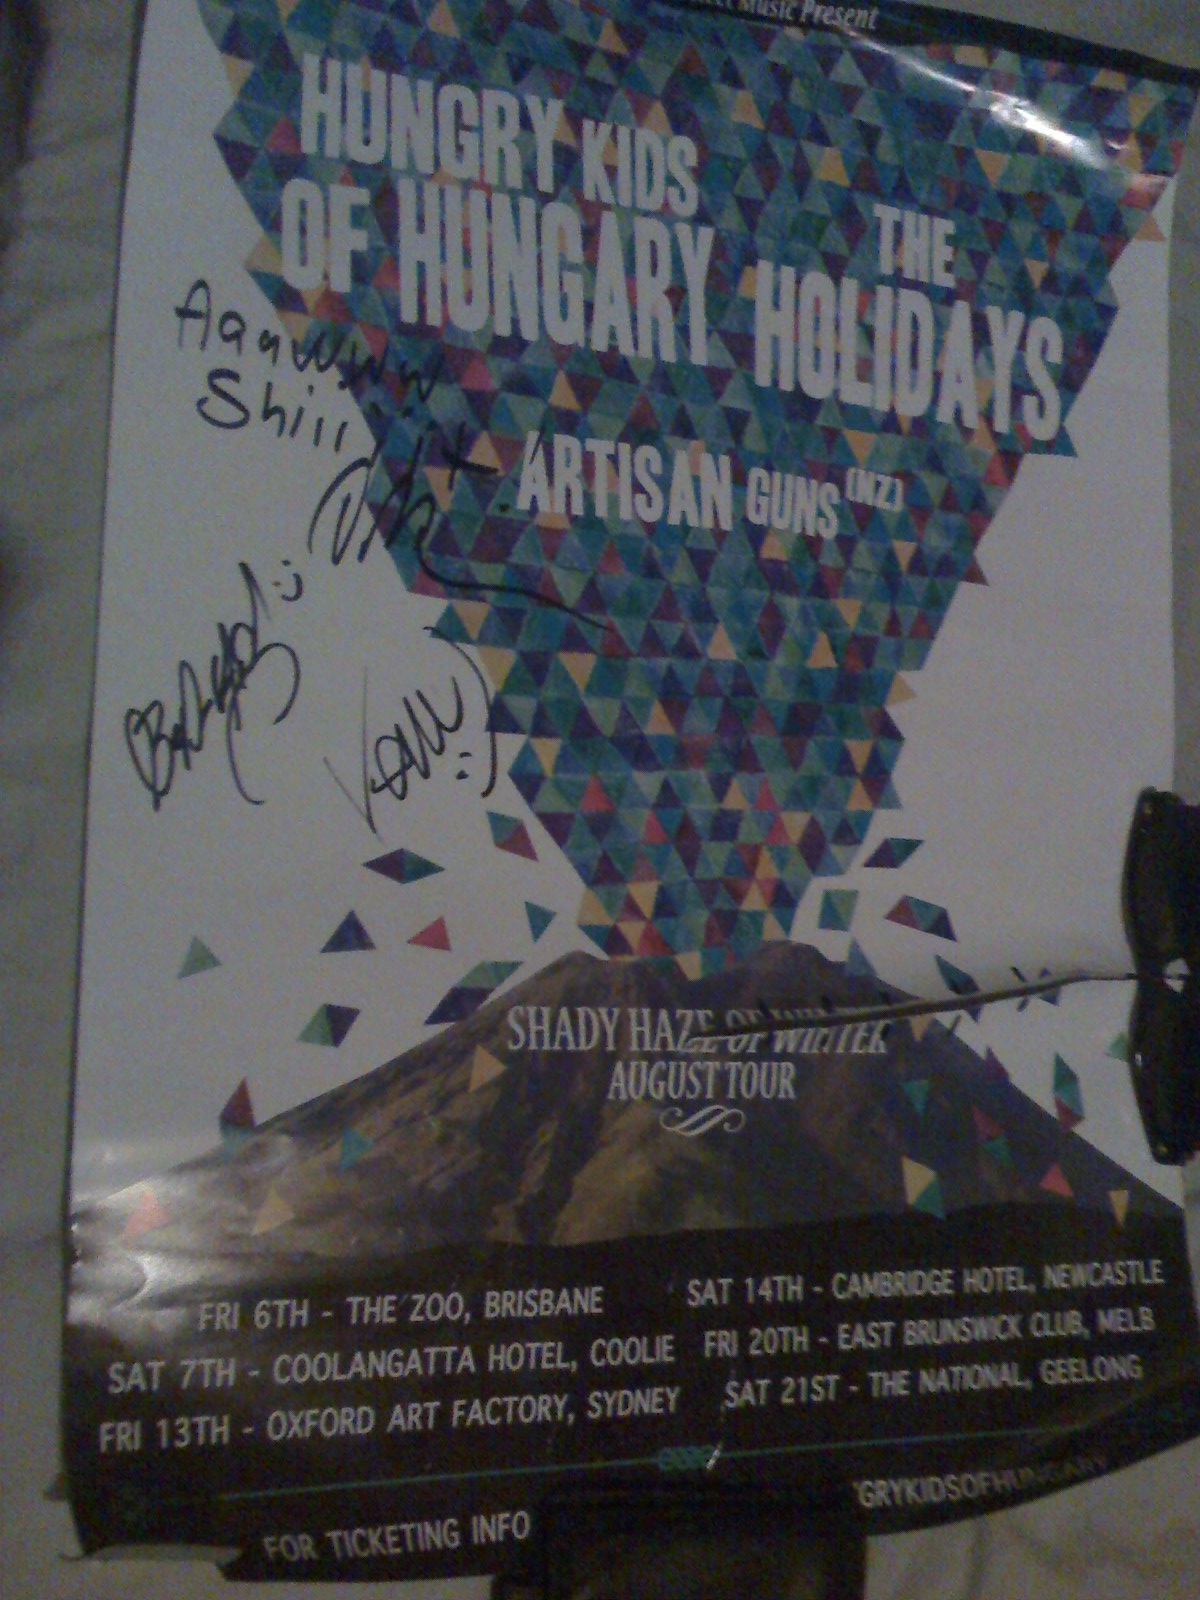 Music Present
HUNGRY KIDS
OF HUNGARY
THE
HOLIDAYS
ARTISAN GUNS (NZ)
Aaawww
Shiii
SHADY HAZE OF WINTER
AUGUST TOUR
FRI 6TH - THE ZOO, BRISBANE
SAT 7TH - COOLANGATTA HOTEL, COOLIE
FRI 13TH - OXFORD ART FACTORY, SYDNEY
SAT 14TH - CAMBRIDGE HOTEL, NEWCASTLE
FRI 20TH - EAST BRUNSWICK CLUB, MELB
SAT 21ST - THE NATIONAL, GEELONG
FOR TICKETING INFO
GRYKIDSOFHUNGARY